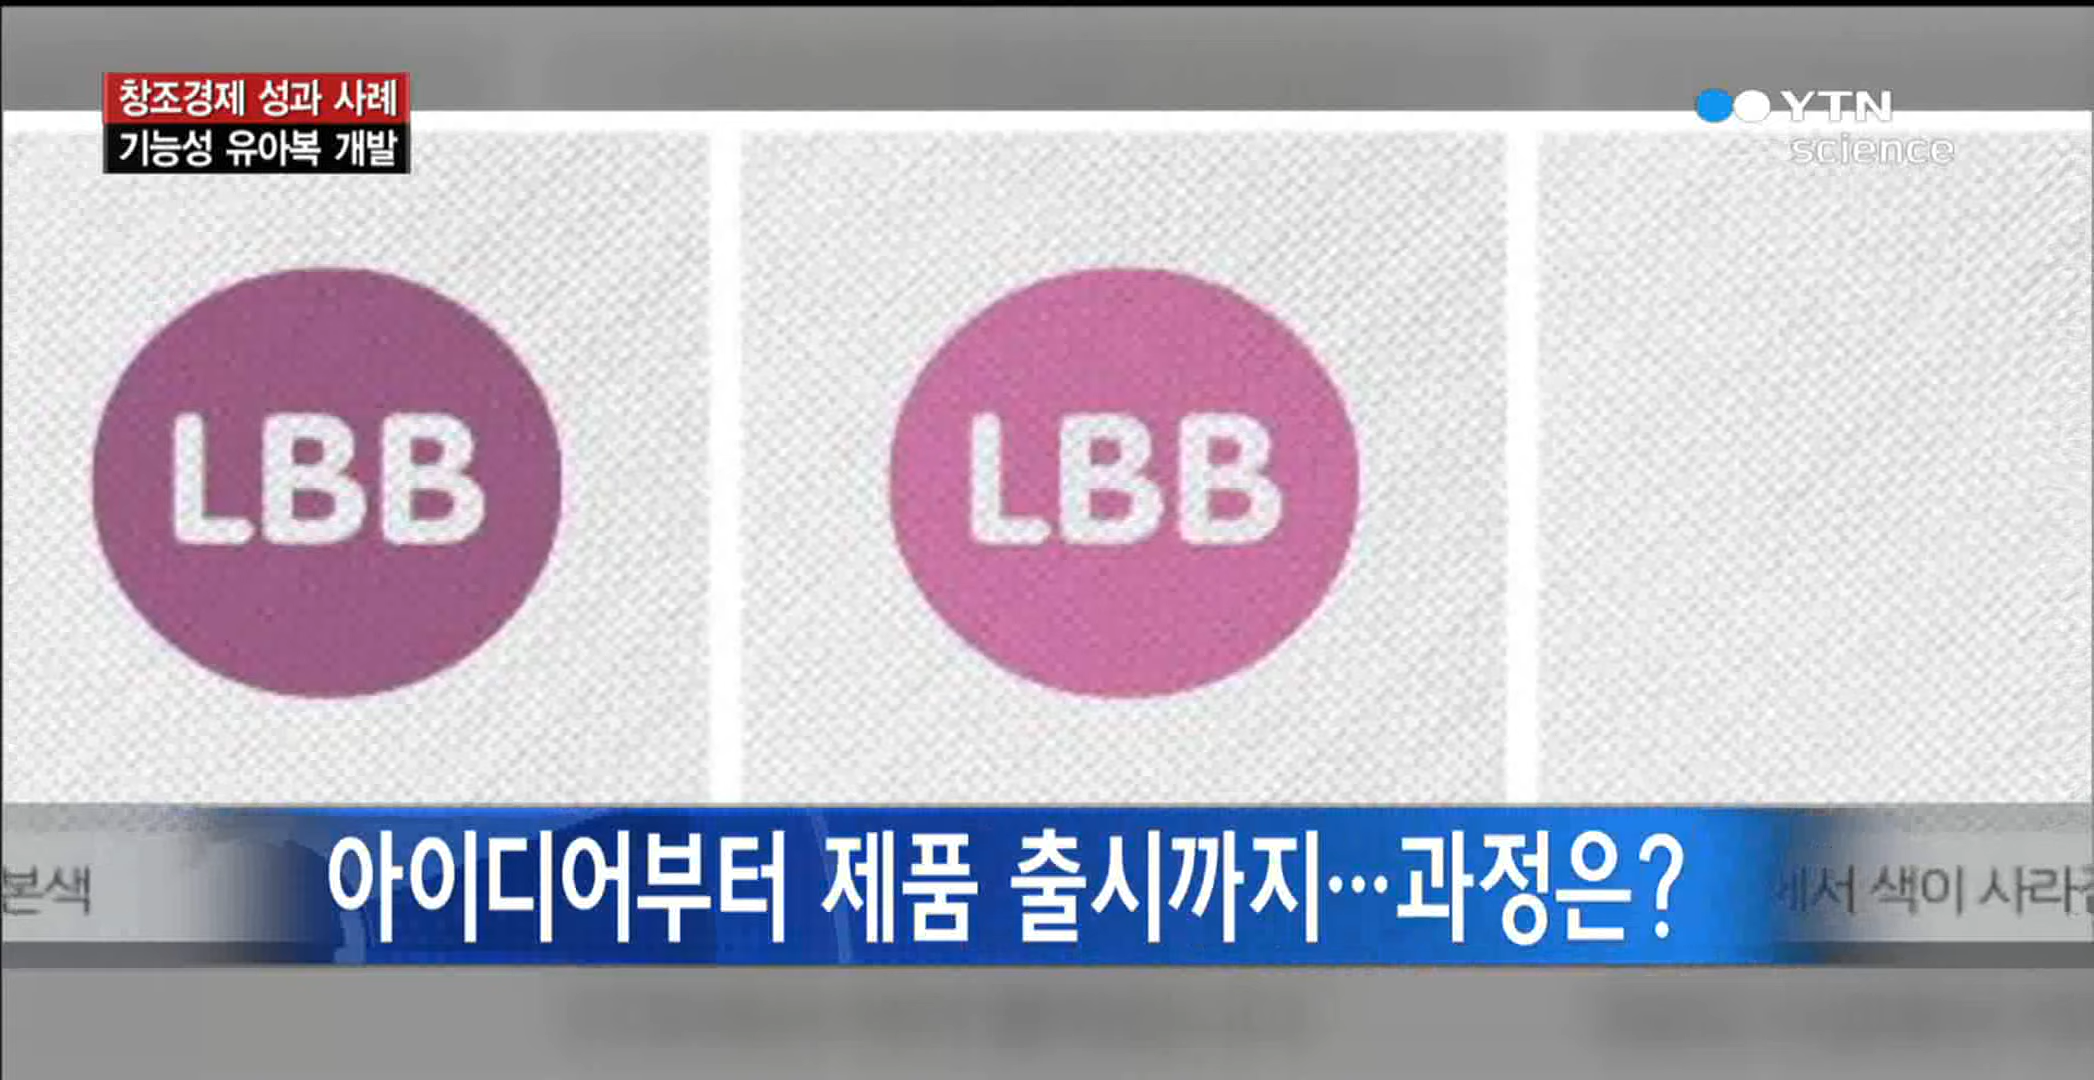 창조경제 성과 사례
기능성 유아복 개발
YTN
science
LBB
LBB
아이디어부터 제품 출시까지…과정은?
본색
에서 색이 사라